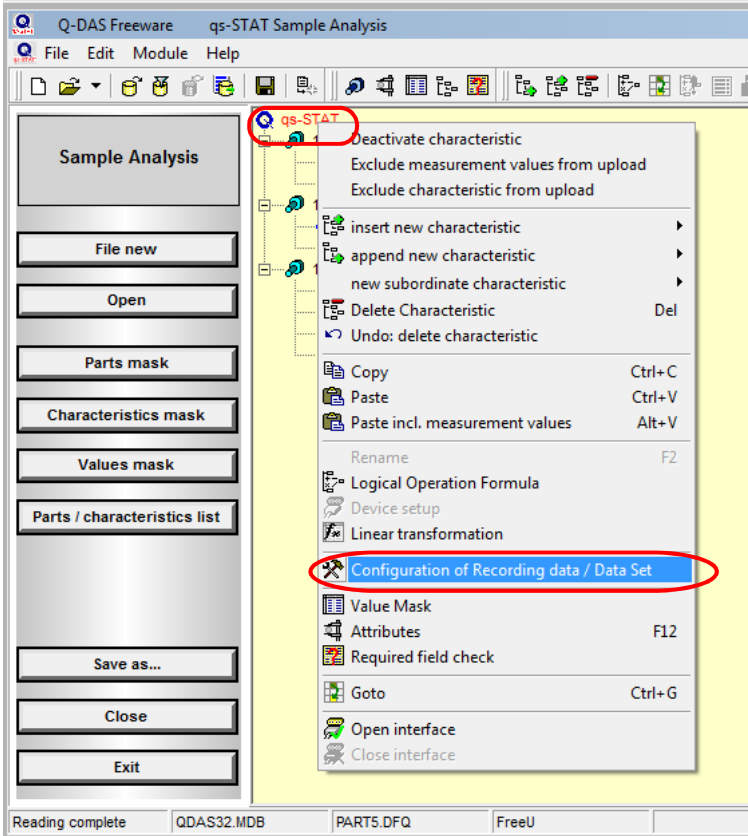 Q-DAS Freeware qs-STAT Sample Analysis
File Edit Module Help
Sample Analysis
File new
Open
Parts mask
Characteristics mask
Values mask
Parts / characteristics list
Save as...
Close
Exit
qs-STAT
1
1
1
Deactivate characteristic
Exclude measurement values from upload
Exclude characteristic from upload
insert new characteristic
append new characteristic
new subordinate characteristic
Delete Characteristic Del
Undo: delete characteristic
Copy Ctrl+C
Paste Ctrl+V
Paste incl. measurement values Alt+V
Rename F2
Logical Operation Formula
Device setup
Linear transformation
Configuration of Recording data / Data Set
Value Mask
Attributes F12
Required field check
Goto Ctrl+G
Open interface
Close interface
Reading complete QDAS32.MDB PART5.DFQ FreeU